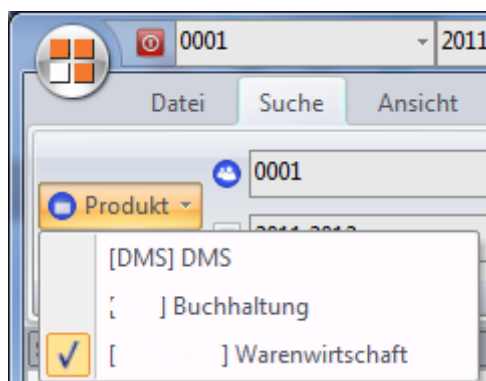 0001 2011
Datei Suche Ansicht
0001
Produkt
[DMS] DMS
[ ] Buchhaltung
[ ] Warenwirtschaft